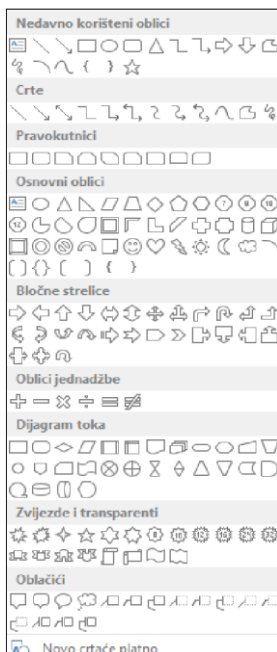 Nedavno korišteni oblici
Crte
Pravokutnici
Osnovni oblici
Bločne strelice
Oblici jednadžbe
Dijagram toka
Zvijezde i transparenti
Oblačići
Novo crtaće platno